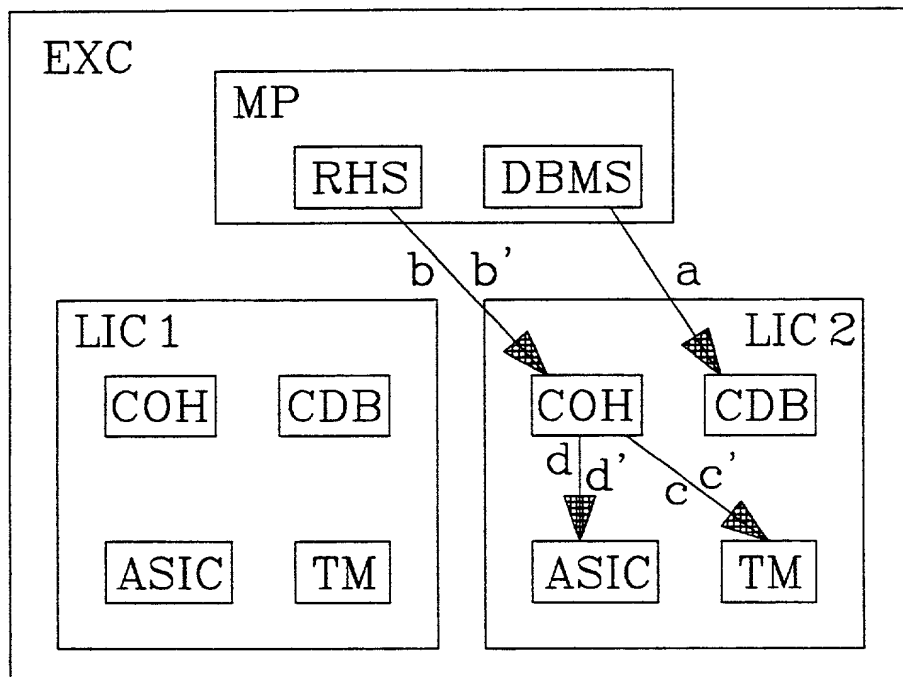 EXC
MP
RHS DBMS
b b' a
LIC 1 LIC 2
COH CDB COH CDB
d d' c c'
ASIC TM ASIC TM